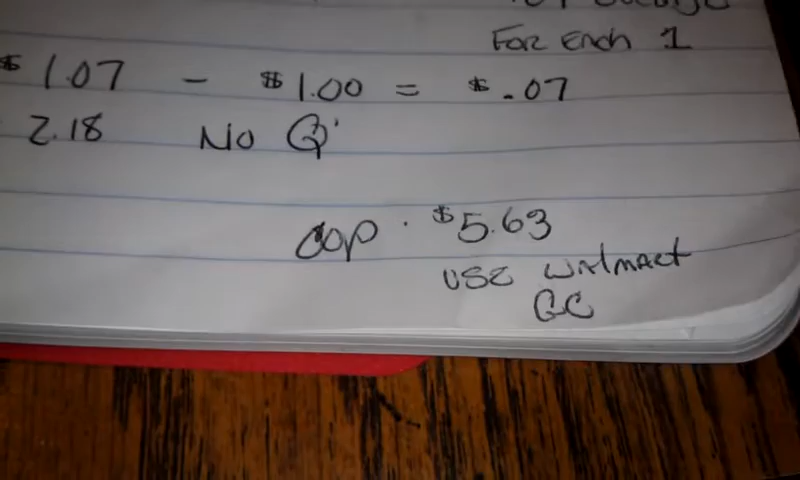 For Each 1
$ 1.07 - $1.00 = $.07
2.18 No Q'
oop . $5.63
use Walmart
GC